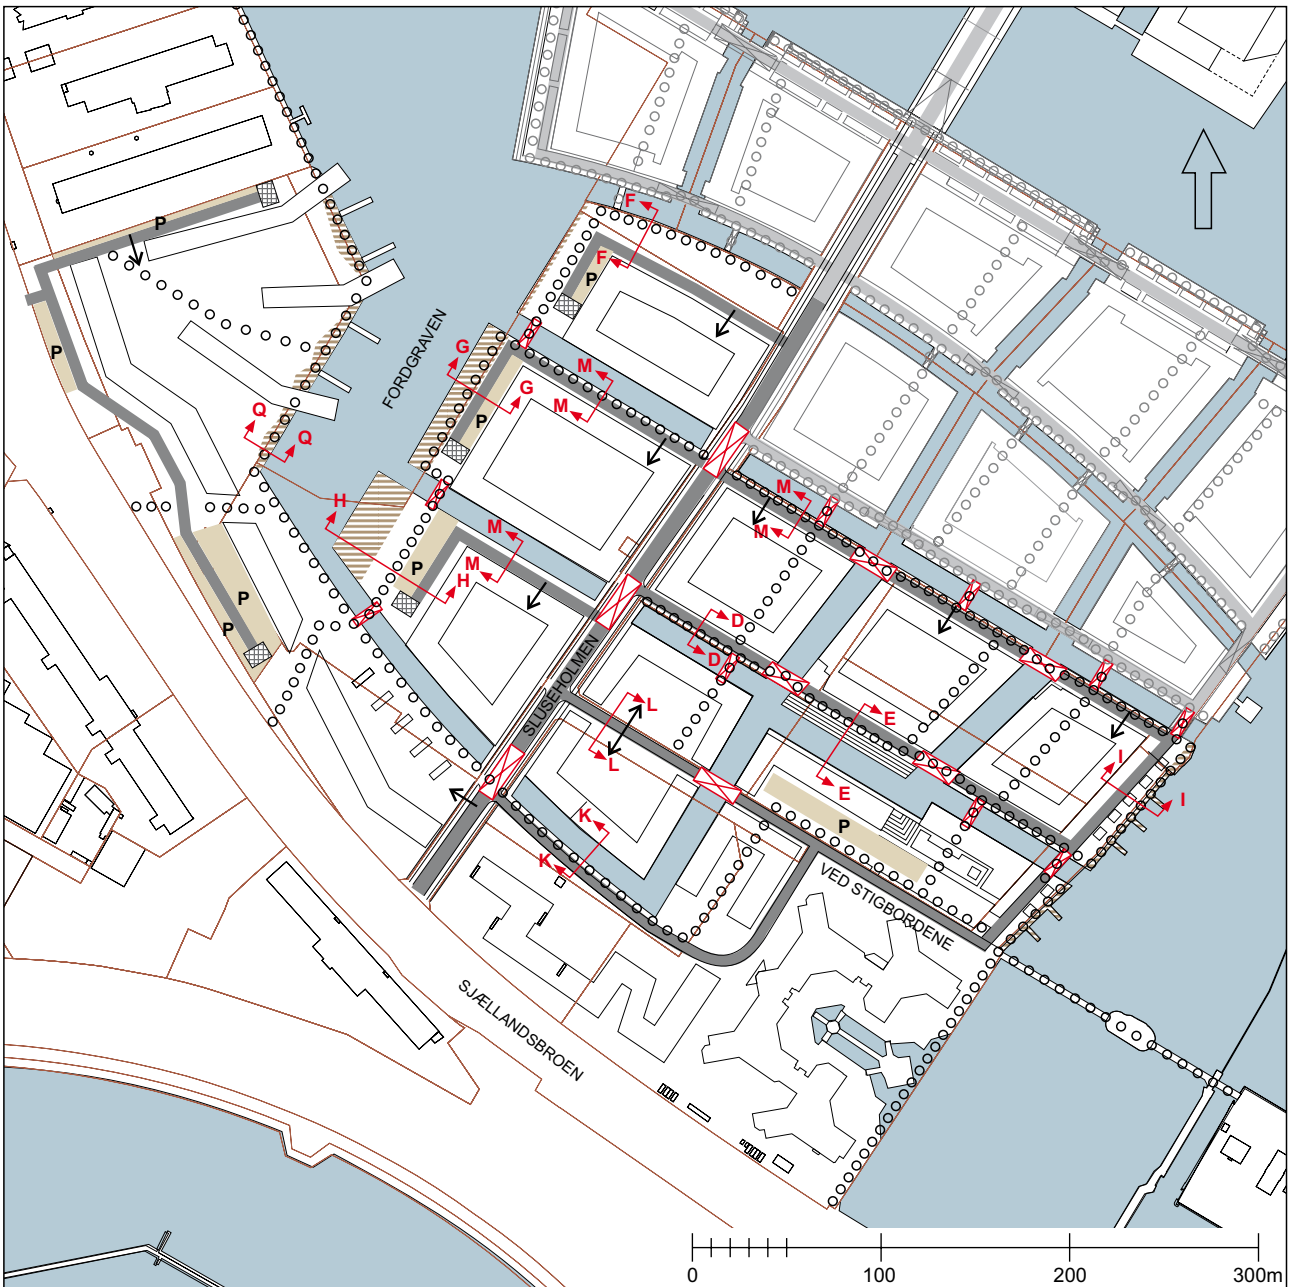 F
P
F
P
FORDGRAVEN
G
M
P
G
M
Q
P
Q
M
H
M
M
M
P
H
P
D
P
D
SLUSEHOLMEN
L
E
I
L
E
I
K
P
K
VED STIGBORDENE
SJÆLLANDSBROEN
0 100 200 300m